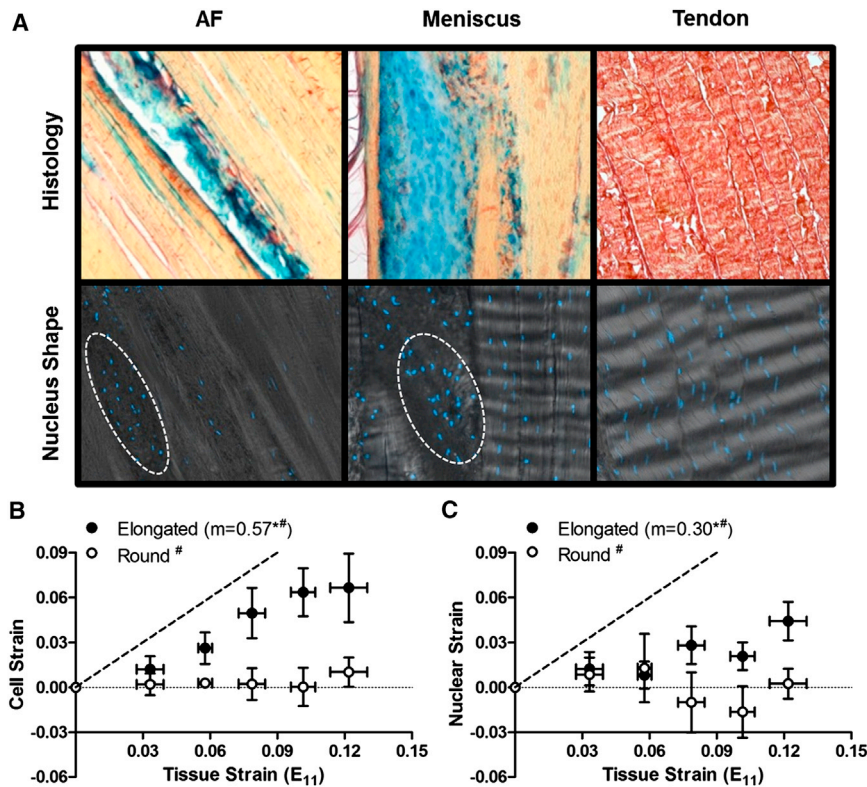 A
AF Meniscus Tendon
Histology
Nucleus Shape
B
Elongated (m=0.57*#)
Round #
Cell Strain
0.09
0.06
0.03
0.00
-0.03
-0.06
0.03 0.06 0.09 0.12 0.15
Tissue Strain (E11)
C
Elongated (m=0.30*#)
Round #
Nuclear Strain
0.09
0.06
0.03
0.00
-0.03
-0.06
0.03 0.06 0.09 0.12 0.15
Tissue Strain (E11)